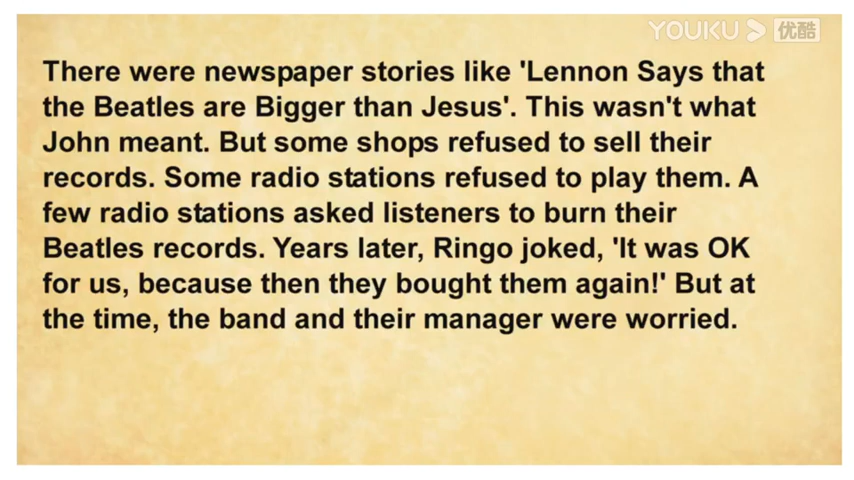 YOUKU 优酷
There were newspaper stories like 'Lennon Says that
the Beatles are Bigger than Jesus'. This wasn't what
John meant. But some shops refused to sell their
records. Some radio stations refused to play them. A
few radio stations asked listeners to burn their
Beatles records. Years later, Ringo joked, 'It was OK
for us, because then they bought them again!' But at
the time, the band and their manager were worried.